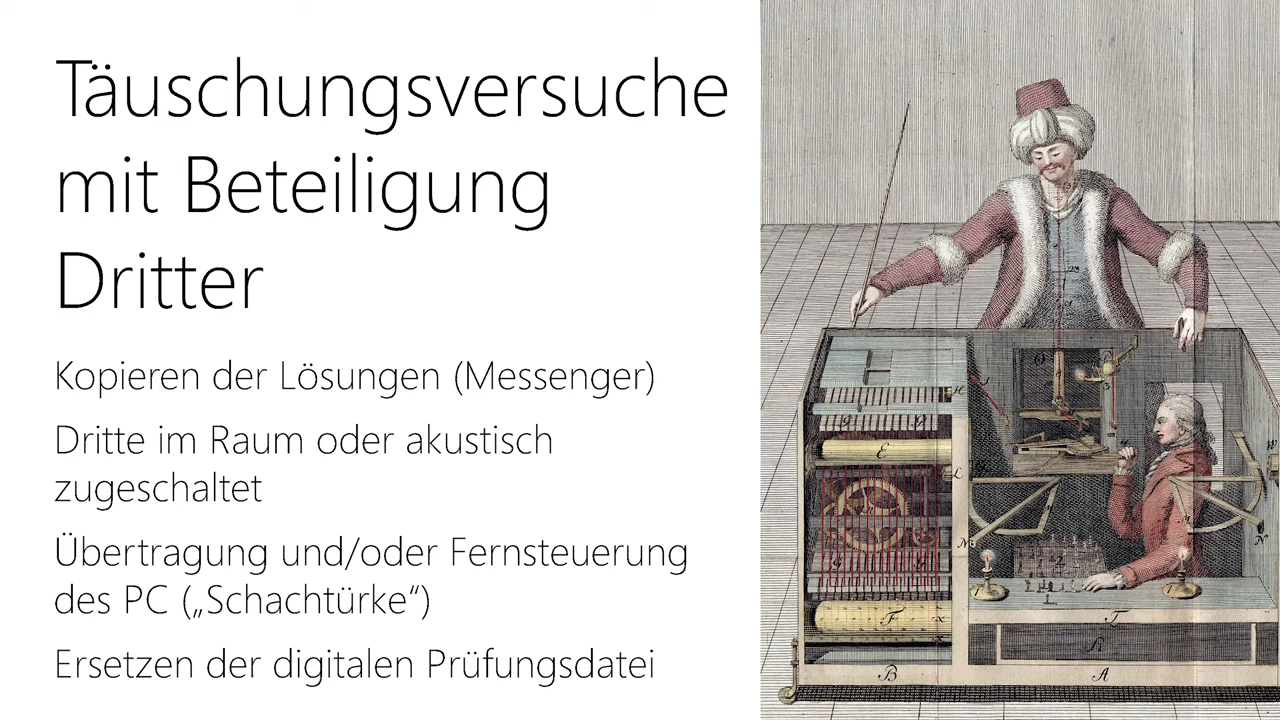 Täuschungsversuche
mit Beteiligung
Dritter
Kopieren der Lösungen (Messenger)
Dritte im Raum oder akustisch
zugeschaltet
Übertragung und/oder Fernsteuerung
des PC („Schachtürke“)
setzen der digitalen Prüfungsdatei
E
F
B
A
T
R